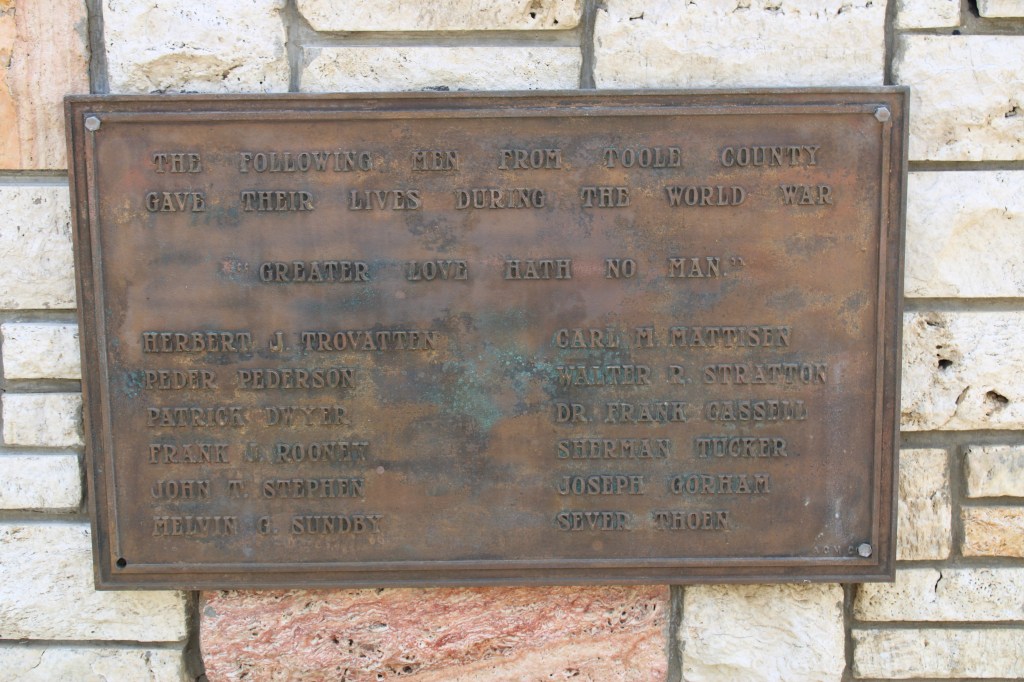 THE FOLLOWING MEN FROM TOOLE COUNTY
GAVE THEIR LIVES DURING THE WORLD WAR
"GREATER LOVE HATH NO MAN."
HERBERT J. TROVATTEN
PEDER PEDERSON
PATRICK DWYER
FRANK J. ROONEY
JOHN T. STEPHEN
MELVIN G. SUNDBY
CARL M. MATTISEN
WALTER R. STRATTON
DR. FRANK CASSELL
SHERMAN TUCKER
JOSEPH GORHAM
SEVER THOEN